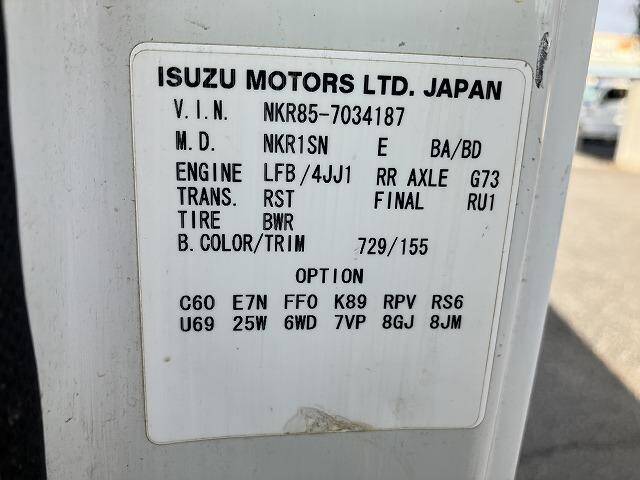 ISUZU MOTORS LTD. JAPAN
V.I.N. NKR85-7034187
M.D. NKR1SN E BA/BD
ENGINE LFB/4JJ1 RR AXLE G73
TRANS. RST FINAL RU1
TIRE BWR
B.COLOR/TRIM 729/155
OPTION
C60 E7N FF0 K89 RPV RS6
U69 25W 6WD 7VP 8GJ 8JM